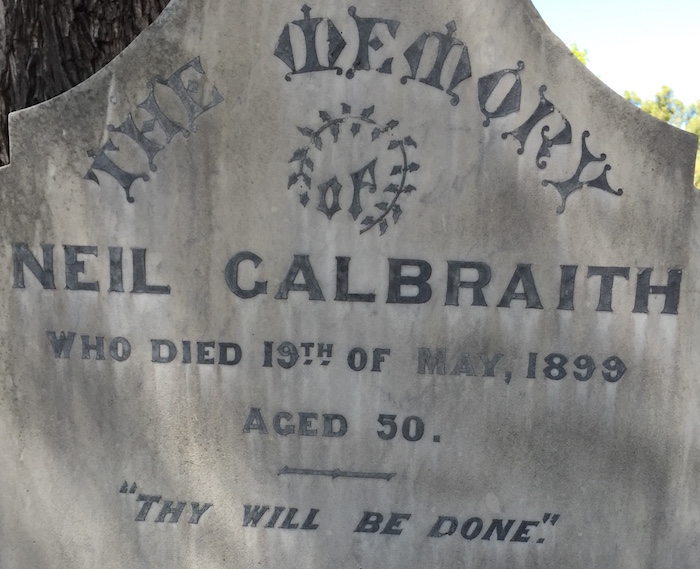 THE MEMORY
OF
NEIL GALBRAITH
WHO DIED 19TH OF MAY, 1899
AGED 50.
"THY WILL BE DONE".